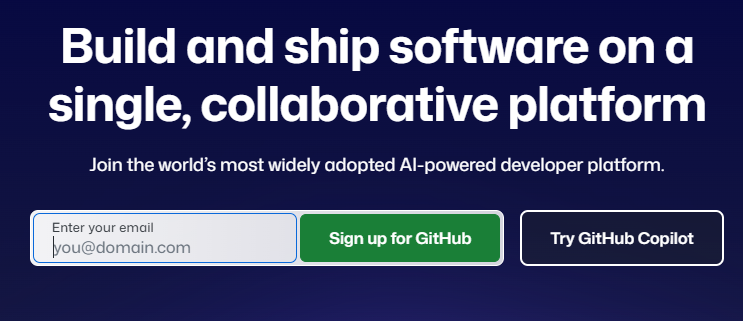 Build and ship software on a
single, collaborative platform
Join the world's most widely adopted AI-powered developer platform.
Enter your email
you@domain.com
Sign up for GitHub
Try GitHub Copilot